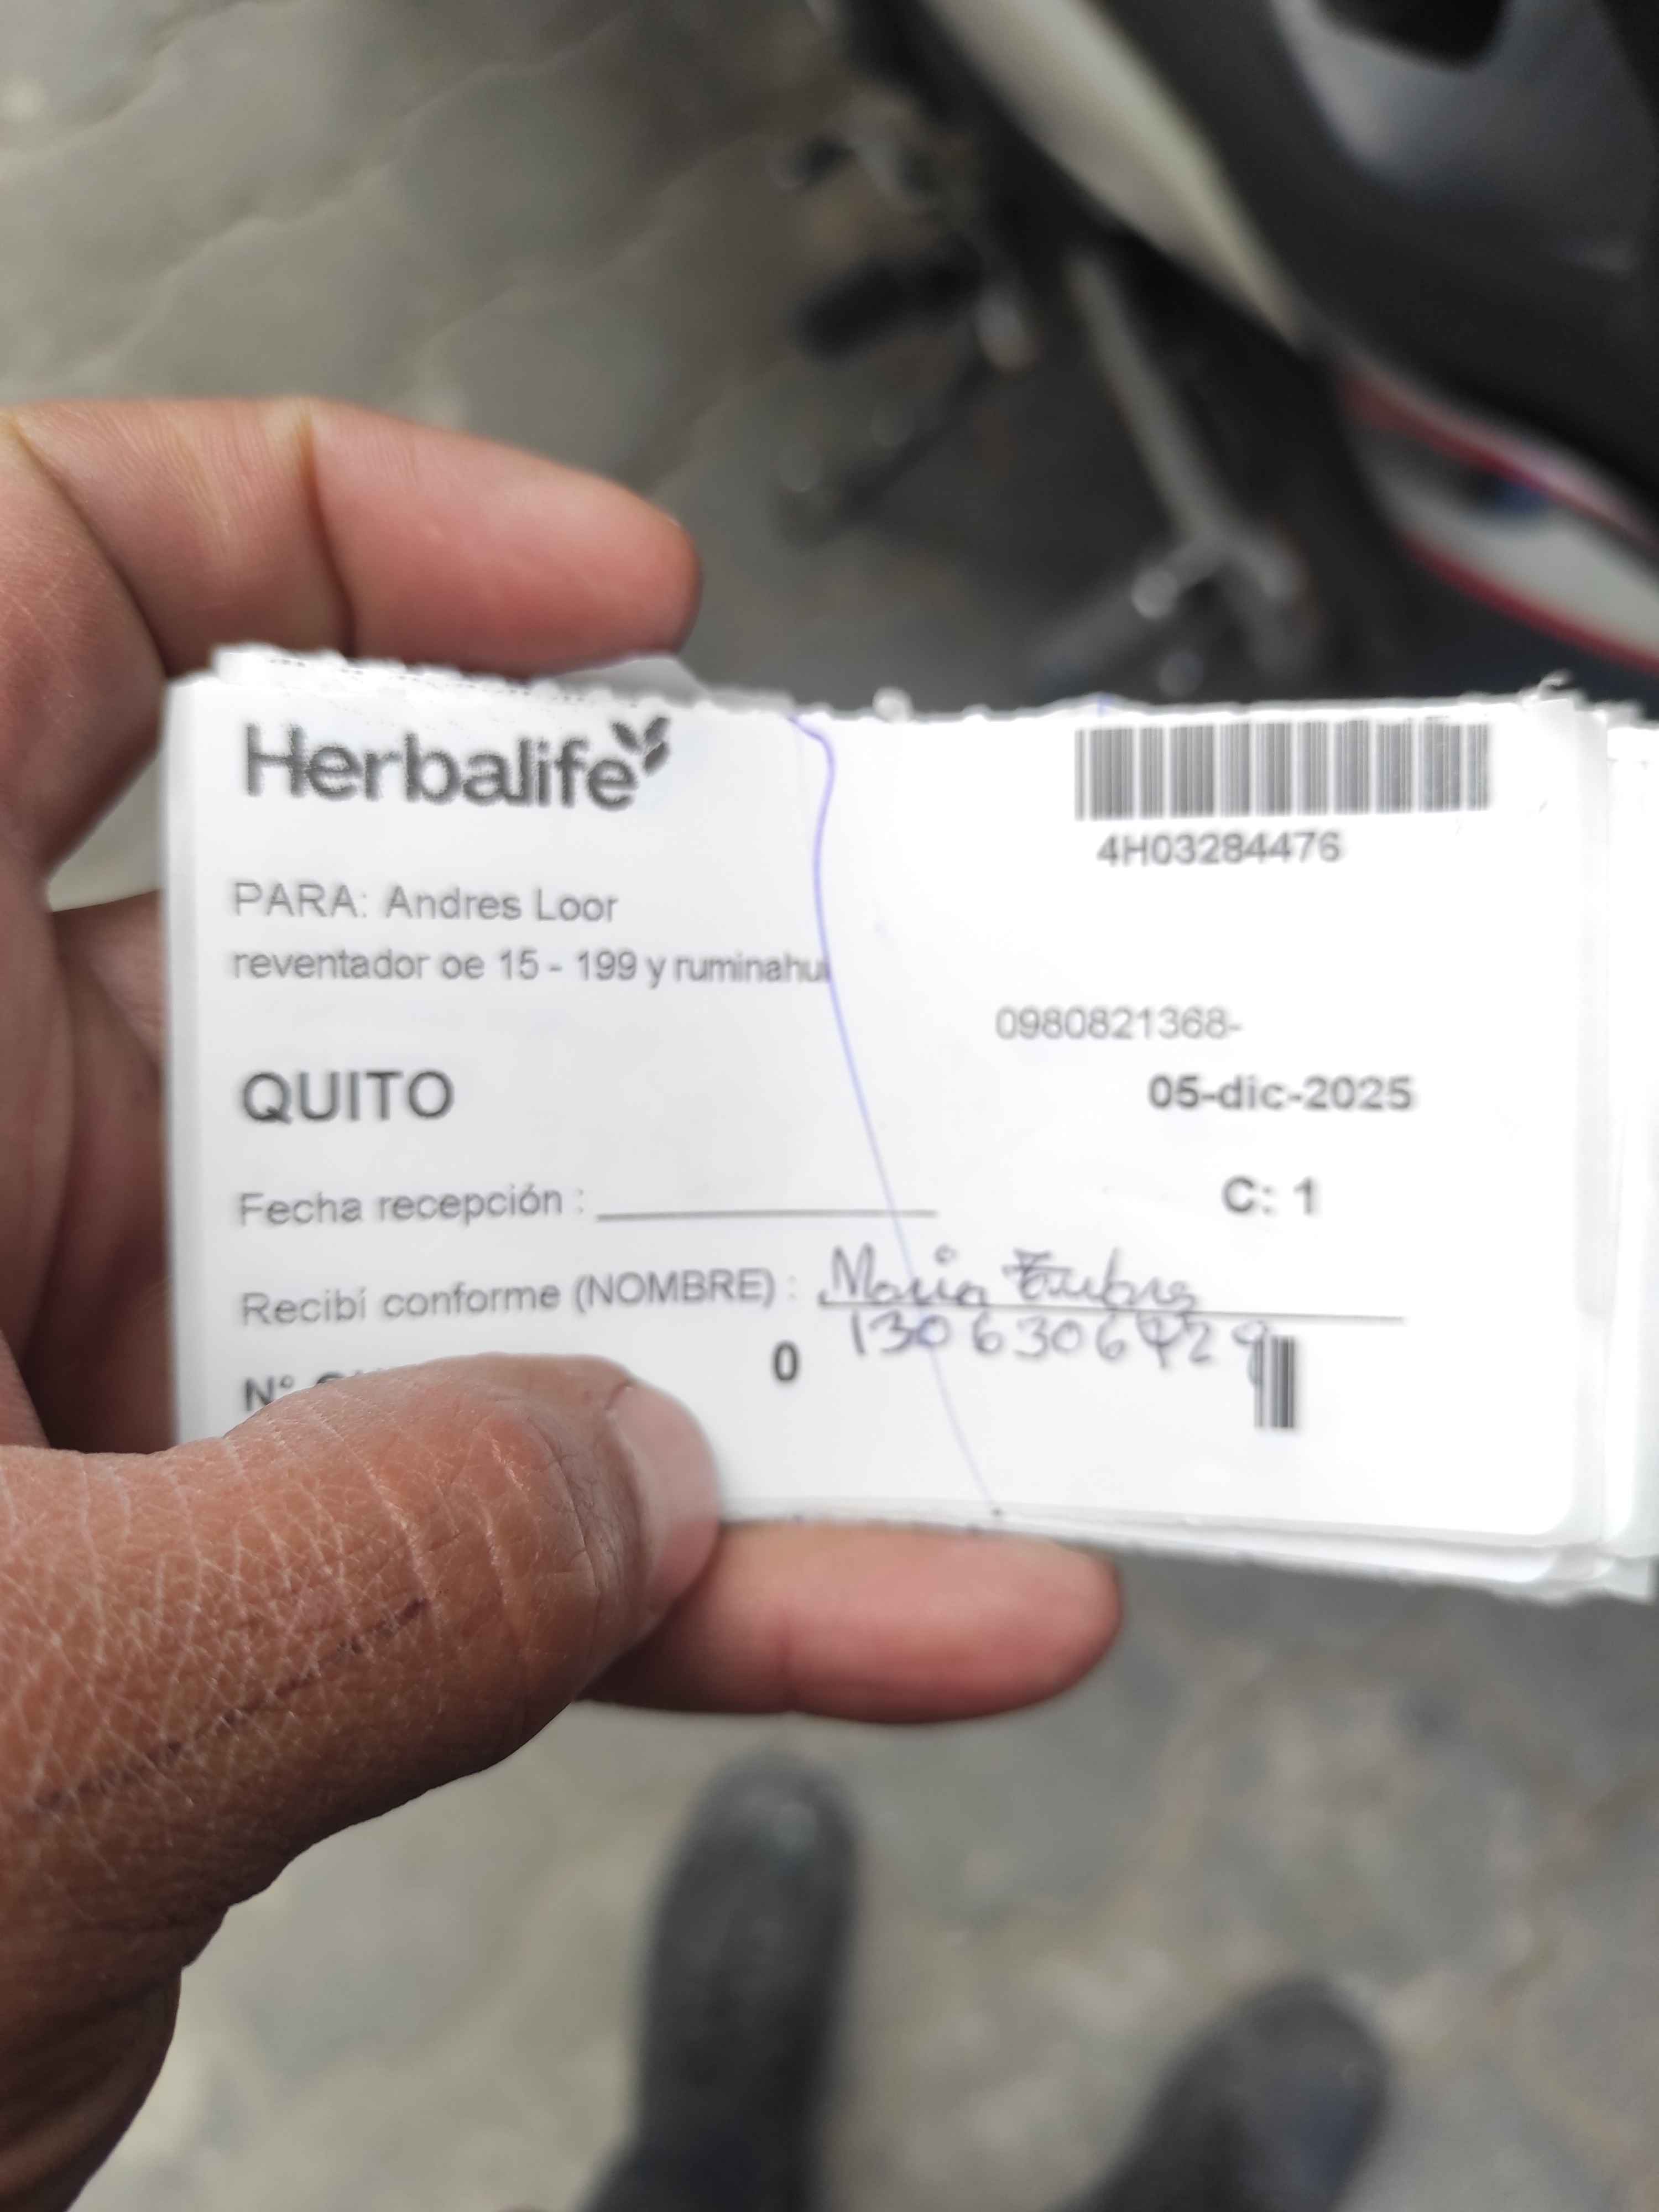 Herbalife
4H03284476
PARA: Andres Loor
reventador oe 15 - 199 y ruminahui
0980821368-
QUITO
05-dic-2025
Fecha recepción :
C: 1
Recibí conforme (NOMBRE) : Maria
N°
0
1306306429